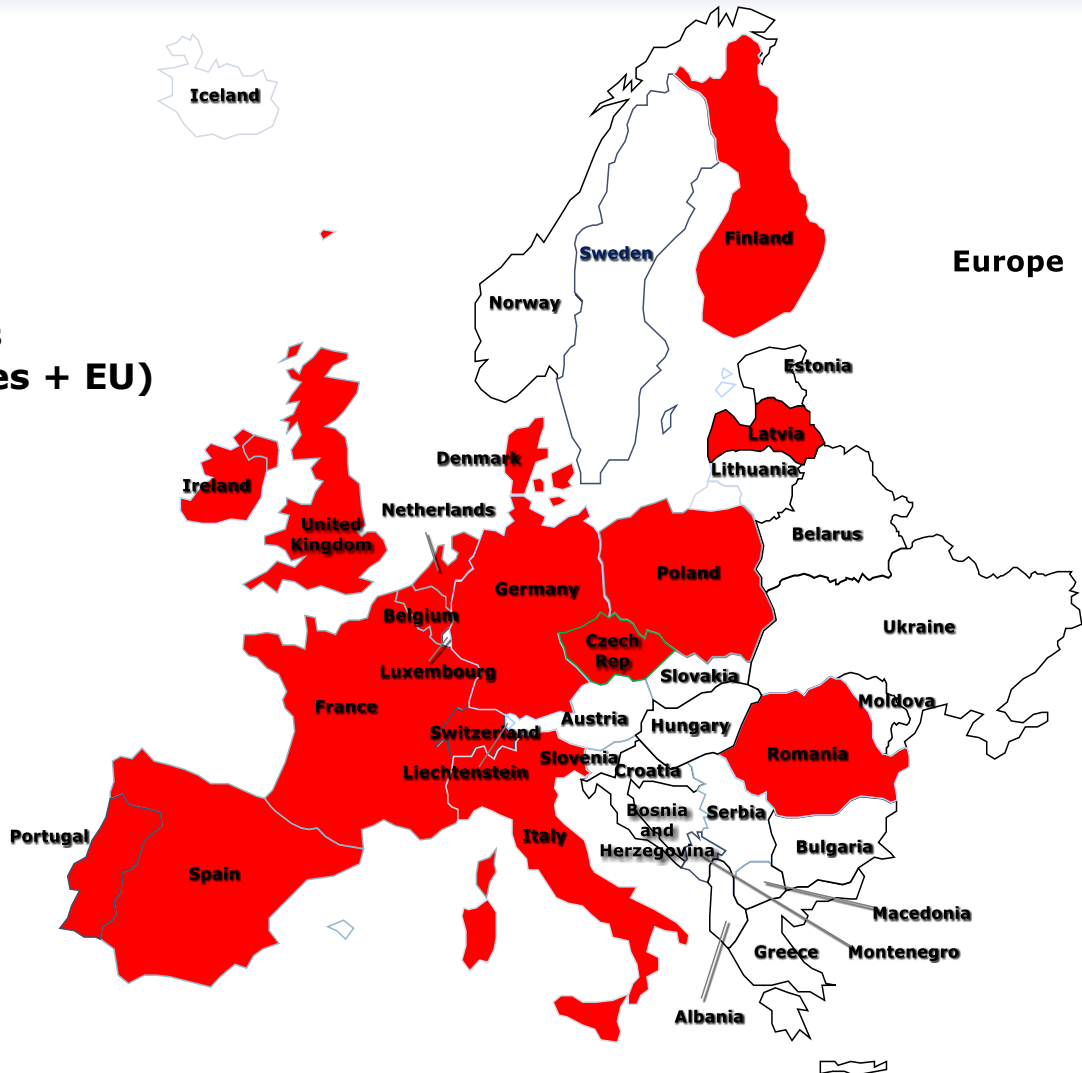 Iceland
Finland
Sweden
Europe
Norway
Estonia
es + EU)
Latvia
Denmark
Lithuania
Ireland
Netherlands
United
Kingdom
Belarus
Poland
Germany
Belgium
Ukraine
Czech
Rep
Luxembourg
Slovakia
Moldova
France
Austria
Hungary
Switzerland
Romania
Slovenia
Liechtenstein
Croatia
Bosnia
and
Herzegovina
Serbia
Portugal
Italy
Bulgaria
Spain
Macedonia
Greece
Montenegro
Albania